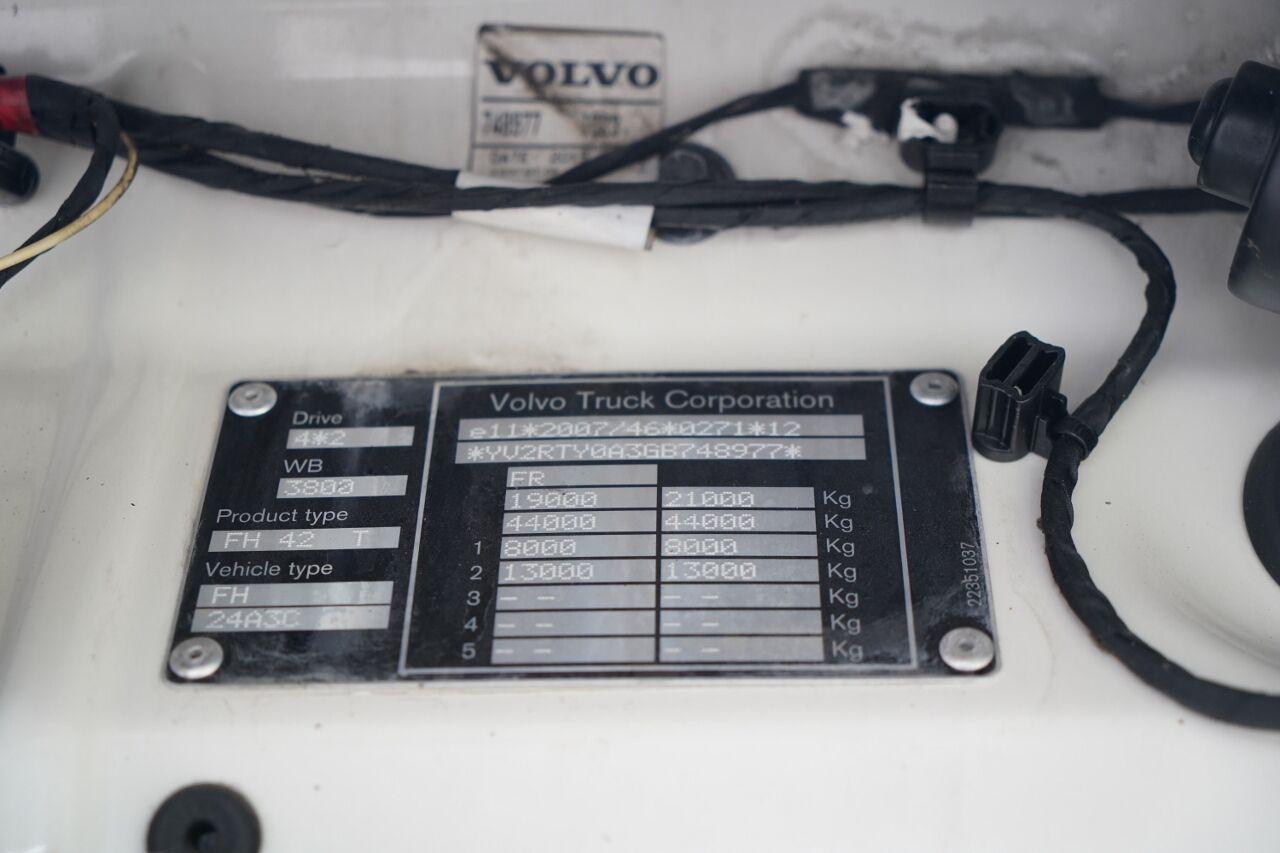 VOLVO
748977
DATE:
Volvo Truck Corporation
e11*2007/46*0271*12
*YV2RTY0A3GB748977*
FR
19000 21000 Kg
44000 44000 Kg
1 8000 8000 Kg
2 13000 13000 Kg
3 -- -- Kg
4 -- -- Kg
5 -- -- Kg
Drive
4*2
WB
3800
Product type
FH 42 T
Vehicle type
FH
24A3C
22351037